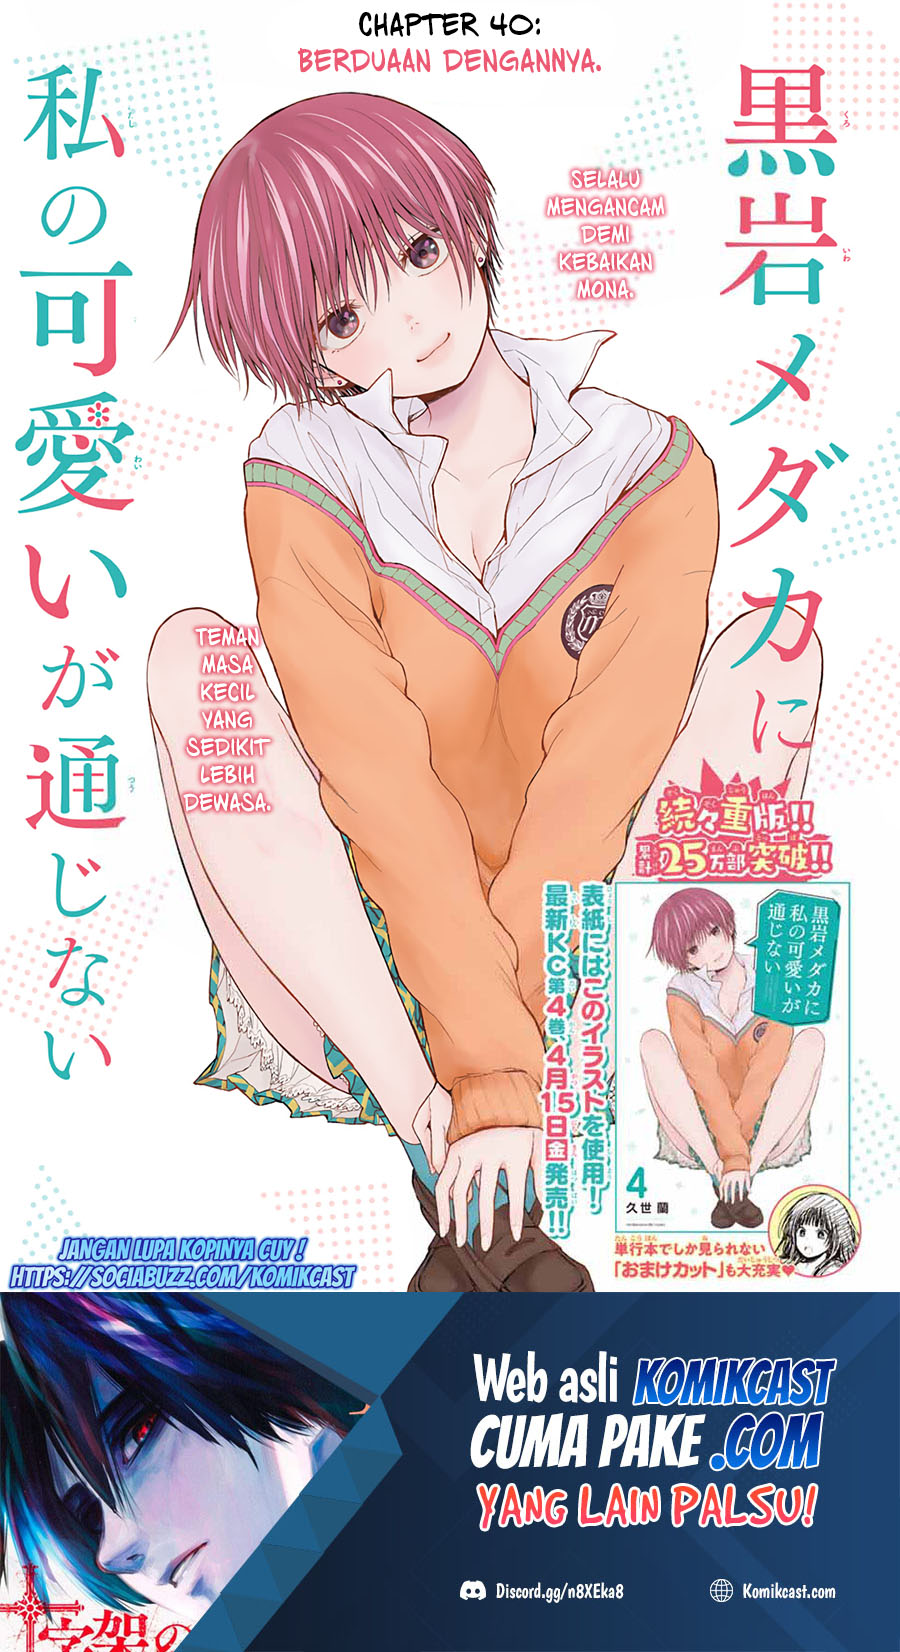 CHAPTER 40:
BERDUAAN DENGANNYA.
黒岩メダカに
私の可愛いが通じない
SELALU
MENGANCAM
DEMI
KEBAIKAN
MONA.
TEMAN
MASA
KECIL
YANG
SEDIKIT
LEBIH
DEWASA.
続々重版!!
累計25万部突破!!
表紙にはこのイラストを使用!
最新KC第4巻、4月15日金発売!!
黒岩メダカに
私の可愛いが
通じない
4
久世蘭
単行本でしか見られない
「おまけカット」も大充実♥
JANGAN LUPA KOPINYA CUY !
HTTPS://SOCIABUZZ.COM/KOMIKCAST
Web asli KOMIKCAST
CUMA PAKE .COM
YANG LAIN PALSU!
Discord.gg/n8XEka8
Komikcast.com
十字架の